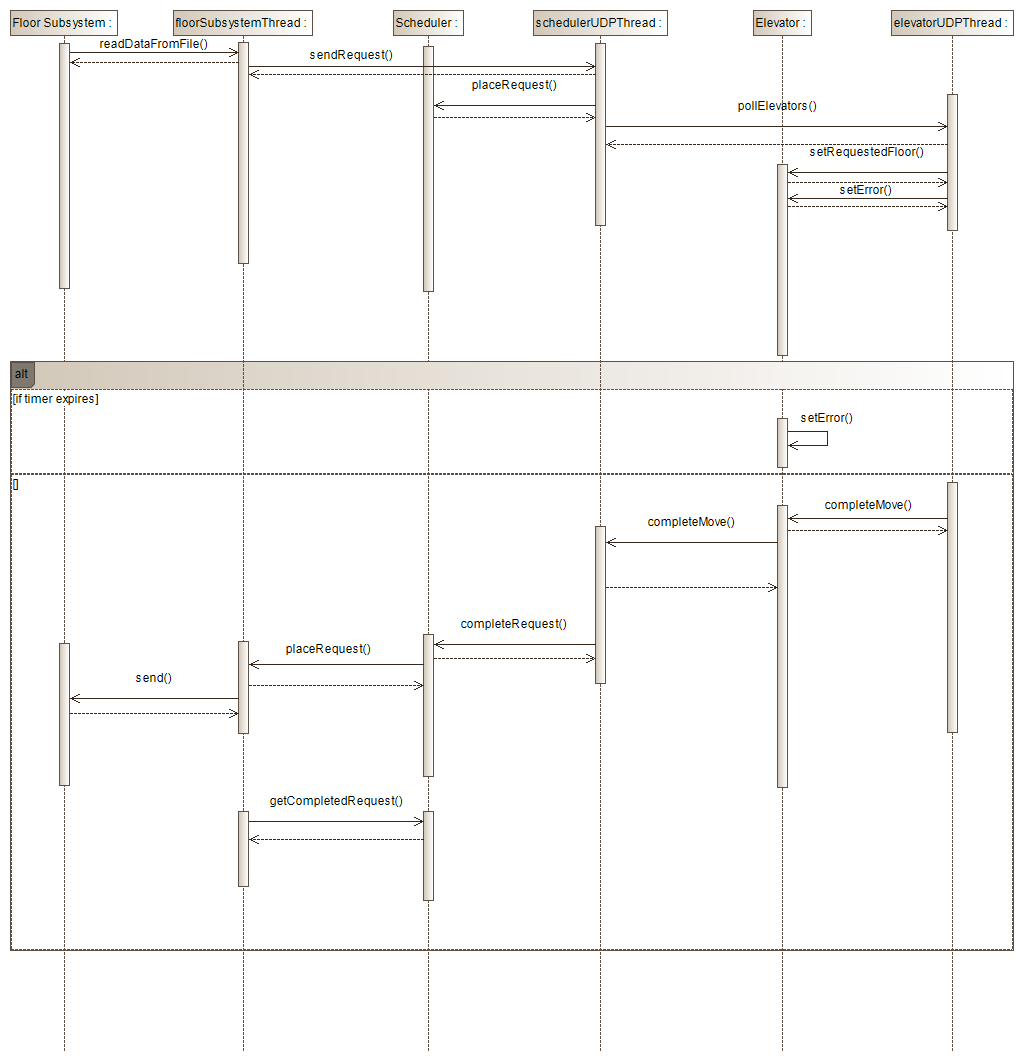 Floor Subsystem :
floorSubsystemThread :
Scheduler :
schedulerUDPThread :
Elevator :
elevatorUDPThread :
readDataFromFile()
sendRequest()
placeRequest()
pollElevators()
setRequestedFloor()
setError()
alt
[if timer expires]
setError()
[]
completeMove()
completeMove()
completeRequest()
placeRequest()
send()
getCompletedRequest()